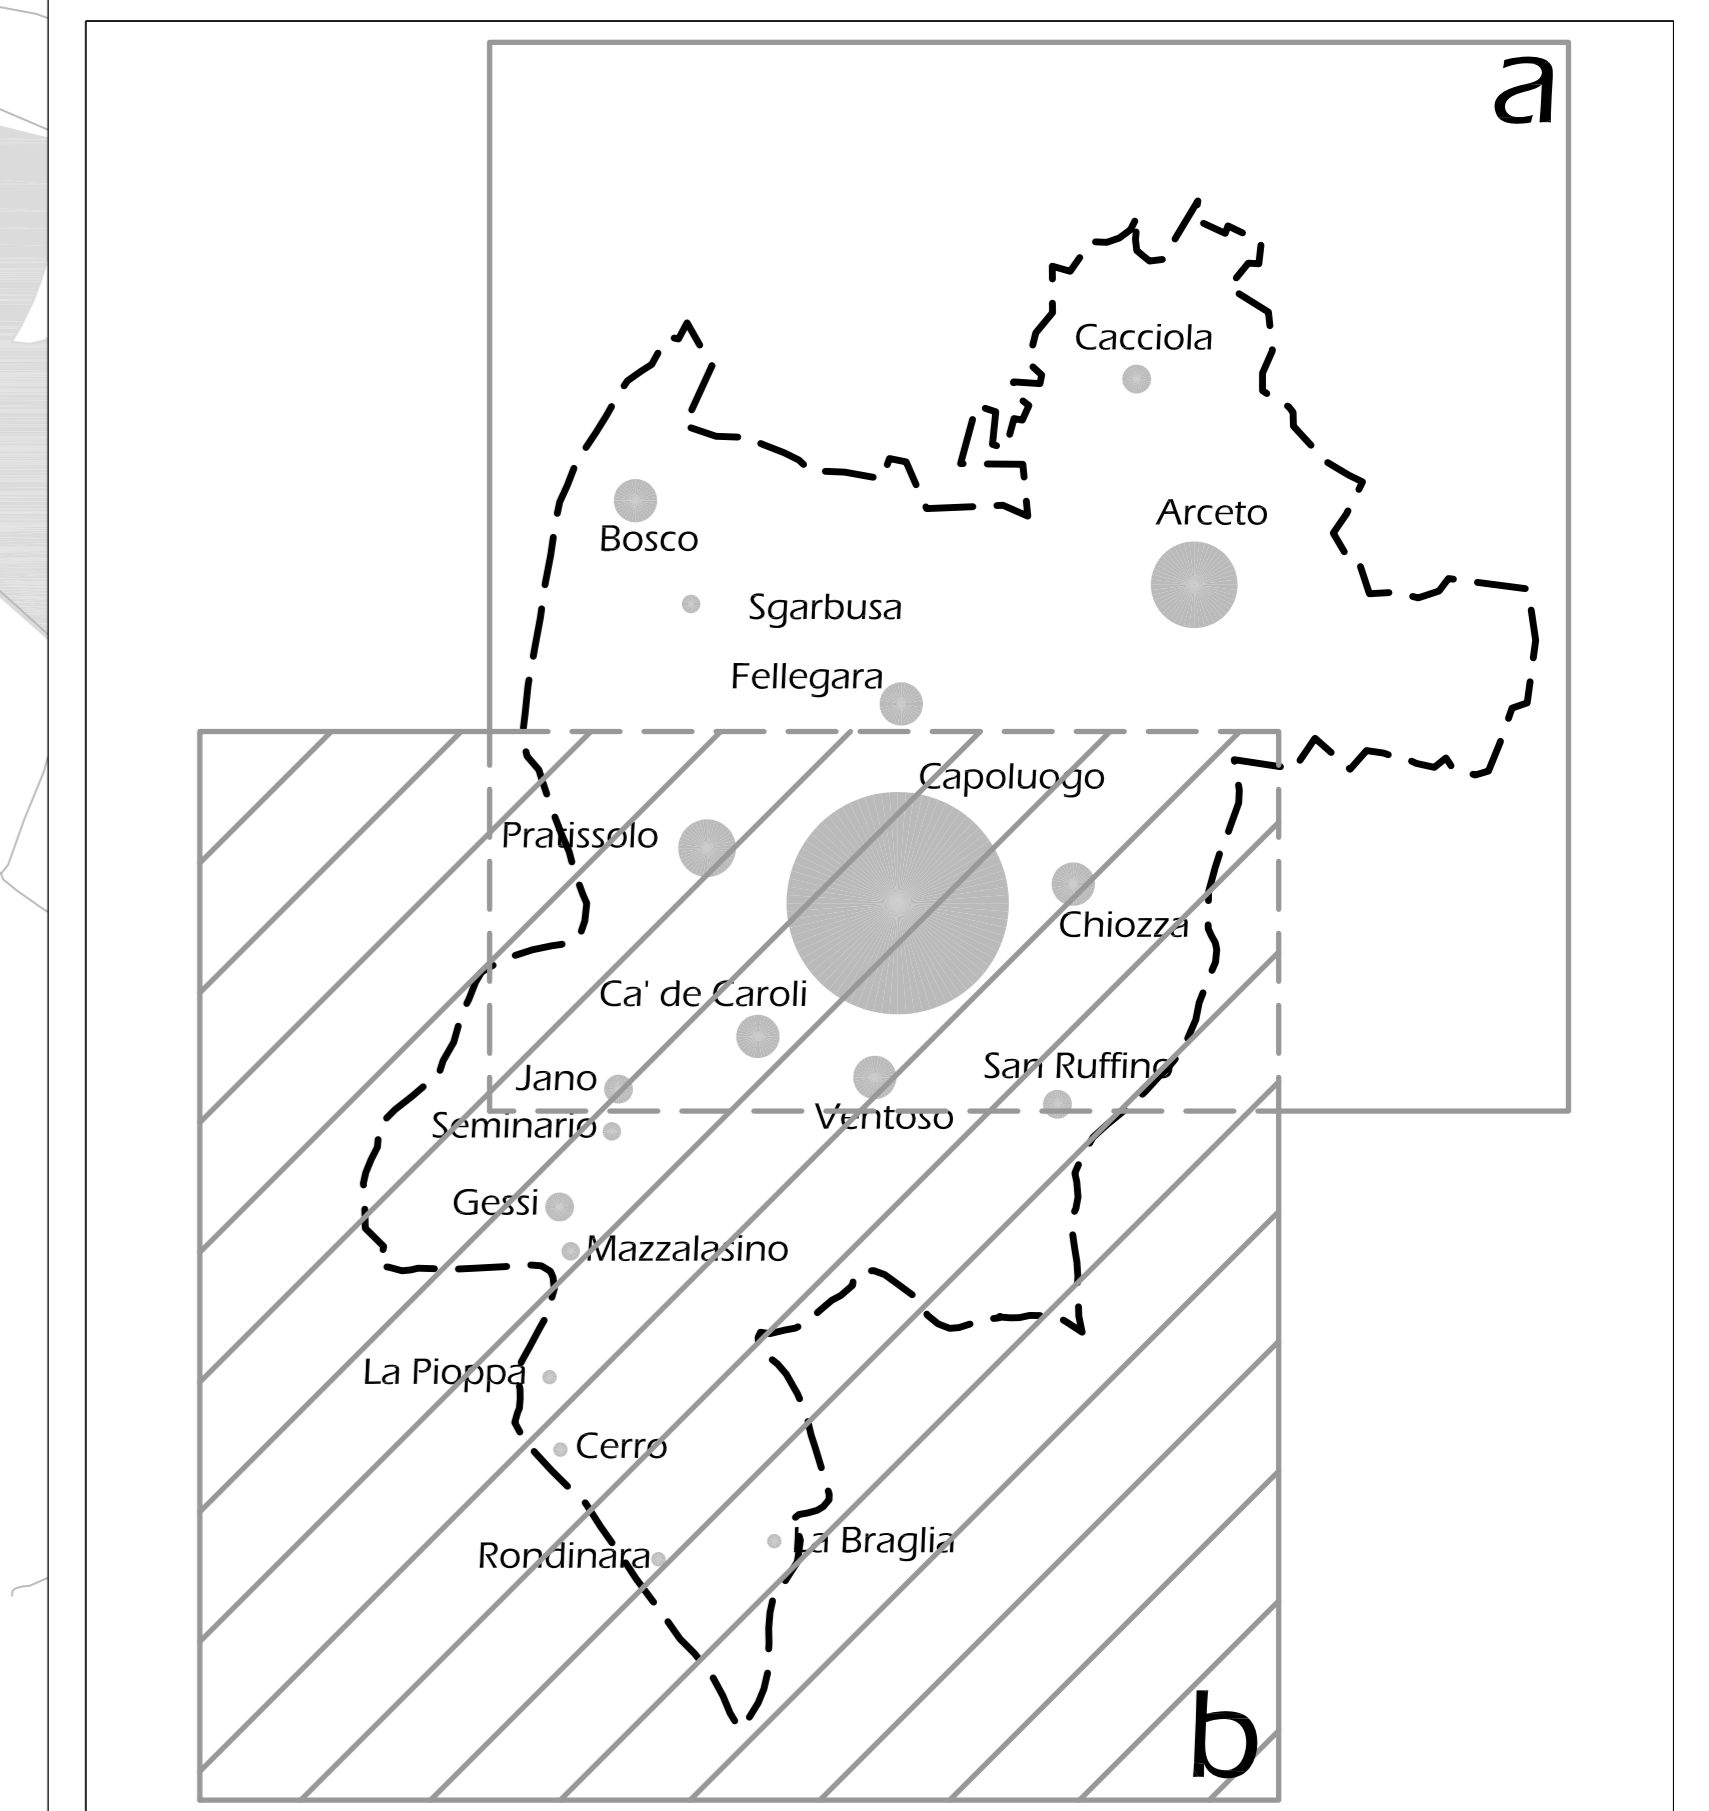 a
Cacciola
Arceto
Bosco
Sgarbusa
Fellegara
Capoluogo
Pratissolo
Chiozza
Ca' de Caroli
San Ruffino
Jano
Ventoso
Seminario
Gessi
Mazzalasino
La Pioppa
Cerro
La Braglia
Rondinara
b